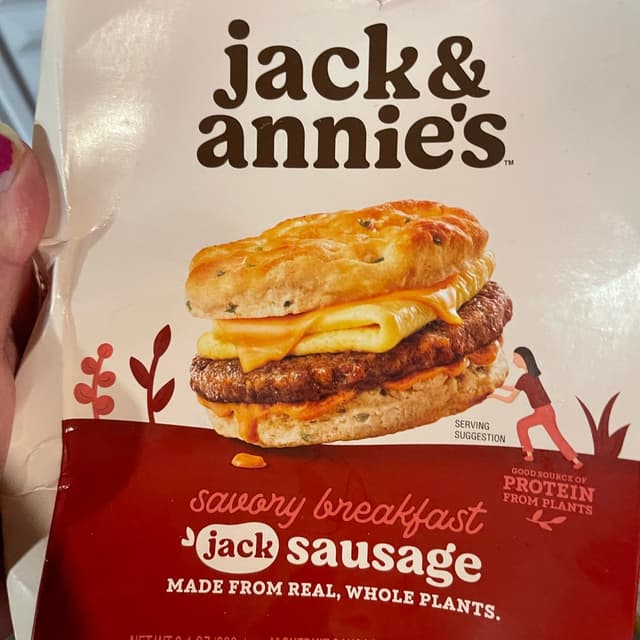 jack &
annie's™
SERVING
SUGGESTION
GOOD SOURCE OF
PROTEIN
FROM PLANTS
savory breakfast
jack sausage
MADE FROM REAL, WHOLE PLANTS.